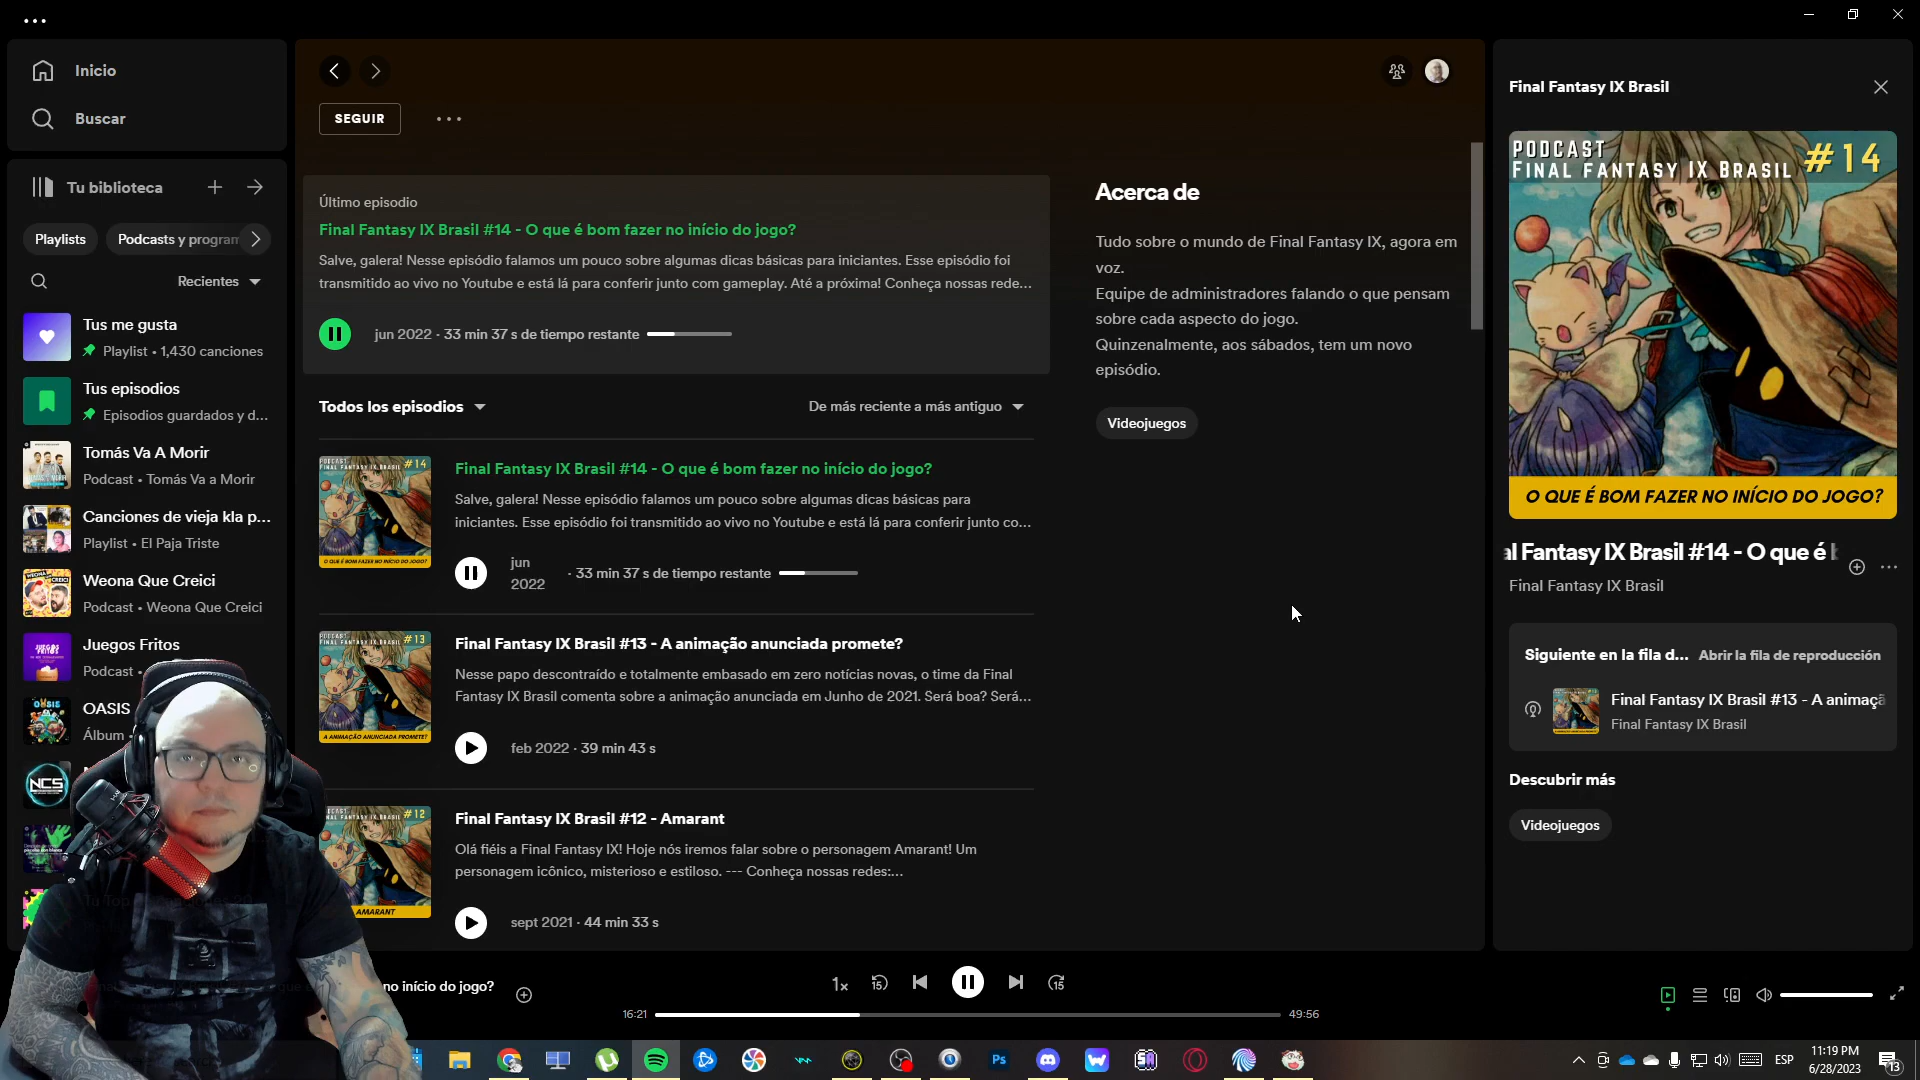 Inicio
Buscar
Tu biblioteca
Playlists
Podcasts y program
Recientes
Tus me gusta
Playlist • 1,430 canciones
Tus episodios
Episodios guardados y d...
Tomás Va A Morir
Podcast • Tomás Va a Morir
Canciones de vieja kla p...
Playlist • El Paja Triste
Weona Que Creici
Podcast • Weona Que Creici
Juegos Fritos
Podcast •
OASIS
Álbum
NCS
SEGUIR
Último episodio
Final Fantasy IX Brasil #14 - O que é bom fazer no início do jogo?
Salve, galera! Nesse episódio falamos um pouco sobre algumas dicas básicas para iniciantes. Esse episódio foi
transmitido ao vivo no Youtube e está lá para conferir junto com gameplay. Até a próxima! Conheça nossas rede...
jun 2022 · 33 min 37 s de tiempo restante
Todos los episodios
De más reciente a más antiguo
Final Fantasy IX Brasil #14 - O que é bom fazer no início do jogo?
Salve, galera! Nesse episódio falamos um pouco sobre algumas dicas básicas para
iniciantes. Esse episódio foi transmitido ao vivo no Youtube e está lá para conferir junto co...
jun
2022
· 33 min 37 s de tiempo restante
Final Fantasy IX Brasil #13 - A animação anunciada promete?
Nesse papo descontraído e totalmente embasado em zero notícias novas, o time da Final
Fantasy IX Brasil comenta sobre a animação anunciada em Junho de 2021. Será boa? Será...
feb 2022 · 39 min 43 s
Final Fantasy IX Brasil #12 - Amarant
Olá fiéis a Final Fantasy IX! Hoje nós iremos falar sobre o personagem Amarant! Um
personagem icônico, misterioso e estiloso. --- Conheça nossas redes:...
sept 2021 · 44 min 33 s
Acerca de
Tudo sobre o mundo de Final Fantasy IX, agora em
voz.
Equipe de administradores falando o que pensam
sobre cada aspecto do jogo.
Quinzenalmente, aos sábados, tem um novo
episódio.
Videojuegos
Final Fantasy IX Brasil
PODCAST
FINAL FANTASY IX BRASIL #14
O QUE É BOM FAZER NO INÍCIO DO JOGO?
al Fantasy IX Brasil #14 - O que é b
Final Fantasy IX Brasil
Siguiente en la fila d... Abrir la fila de reproducción
Final Fantasy IX Brasil #13 - A animaçã
Final Fantasy IX Brasil
Descubrir más
Videojuegos
no início do jogo?
1x
15
15
16:21
49:56
Ps
ESP
11:19 PM
6/28/2023
13